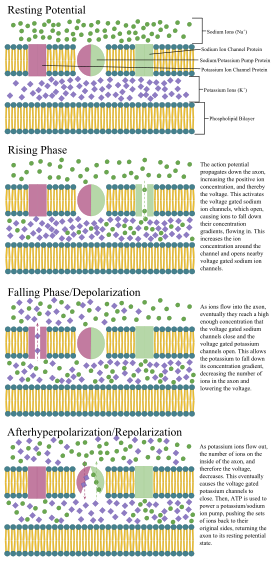 Resting Potential
Sodium Ions (Na⁺)
Sodium Ion Channel Protein
Sodium/Potassium Pump Protein
Potassium Ion Channel Protein
Potassium Ions (K⁺)
Phospholipid Bilayer
Rising Phase
The action potential
propagates down the axon,
increasing the positive ion
concentration, and thereby
the voltage. This activates
the voltage gated sodium
ion channels, which open,
causing ions to fall down
their concentration
gradients, flowing in. This
increases the ion
concentration around the
channel and opens nearby
voltage gated sodium ion
channels.
Falling Phase/Depolarization
As ions flow into the axon,
eventually they reach a high
enough concentration that
the voltage gated sodium
channels close and the
voltage gated potassium
channels open. This allows
the potassium to fall down
its concentration gradient,
decreasing the number of
ions in the axon and
lowering the voltage.
Afterhyperpolarization/Repolarization
As potassium ions flow out,
the number of ions on the
inside of the axon, and
therefore the voltage,
decreases. This eventually
causes the voltage gated
potassium channels to
close. Then, ATP is used to
power a potassium/sodium
ion pump, pushing the sets
of ions back to their
original sides, returning the
axon to its resting potential
state.